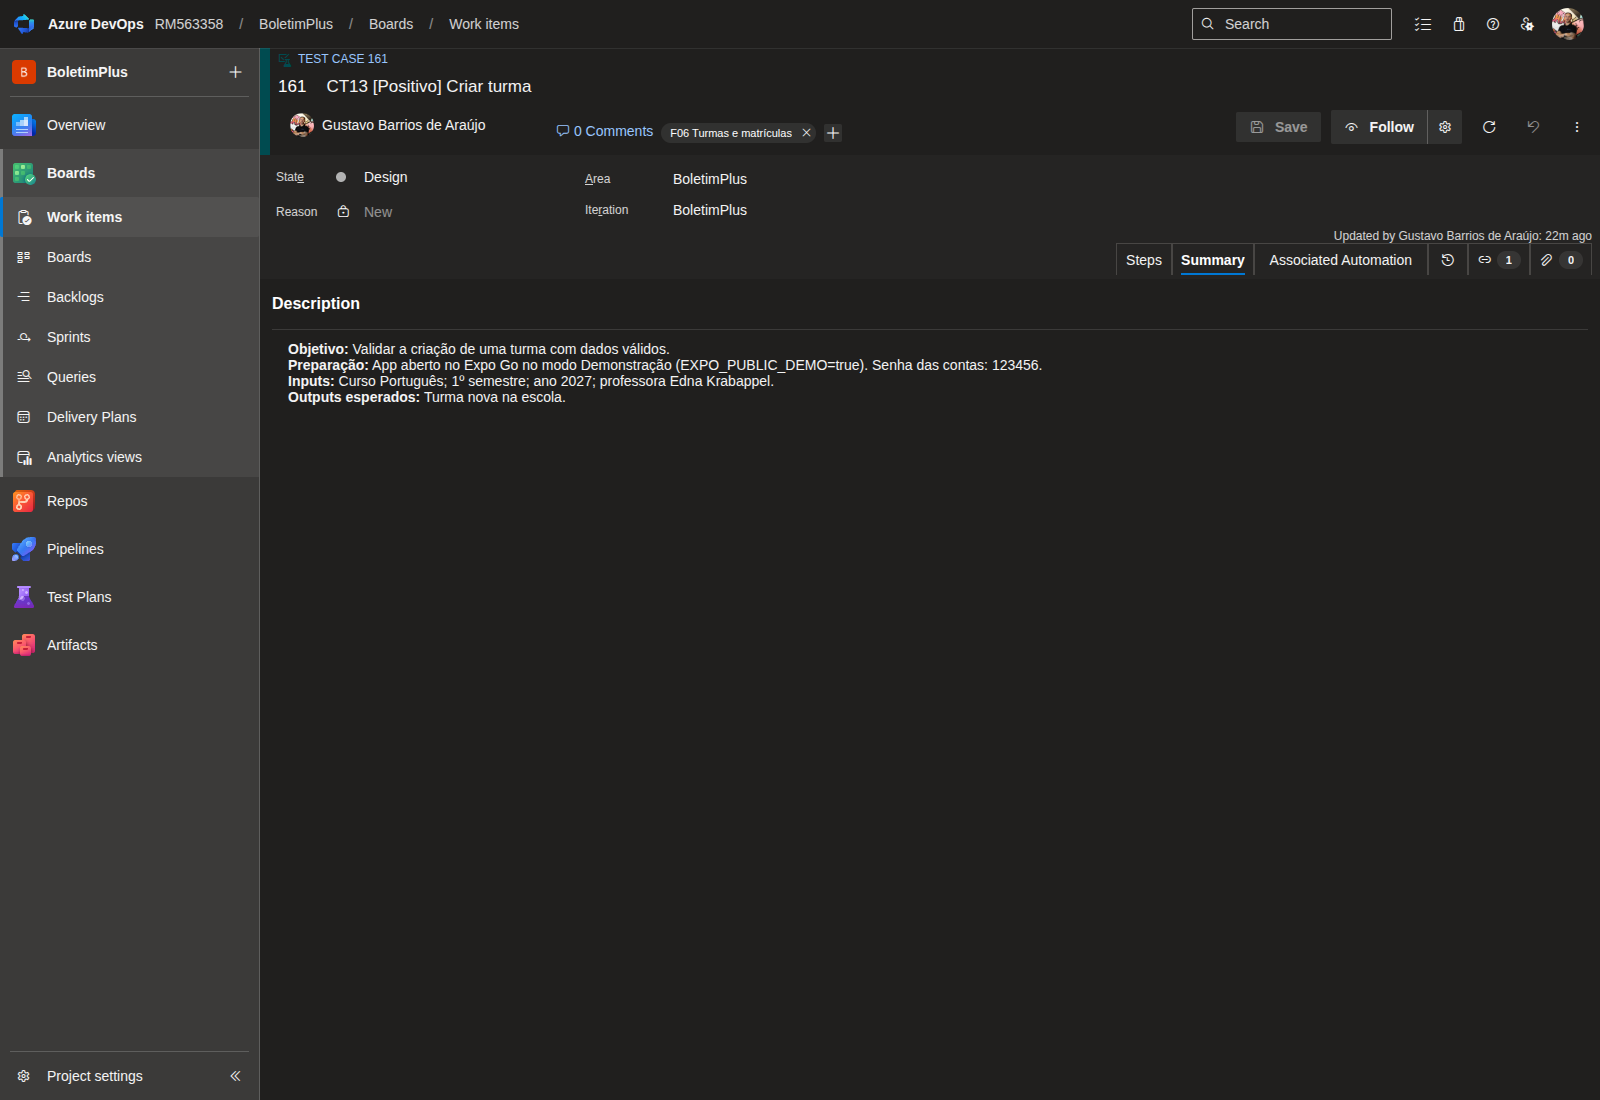 Azure DevOps RM563358 / BoletimPlus / Boards / Work items
Search
B BoletimPlus
Overview
Boards
Work items
Boards
Backlogs
Sprints
Queries
Delivery Plans
Analytics views
Repos
Pipelines
Test Plans
Artifacts
Project settings
TEST CASE 161
161 CT13 [Positivo] Criar turma
Gustavo Barrios de Araújo
0 Comments
F06 Turmas e matrículas
Save
Follow
State Design
Reason New
Area BoletimPlus
Iteration BoletimPlus
Updated by Gustavo Barrios de Araújo: 22m ago
Steps Summary Associated Automation 1 0
Description
Objetivo: Validar a criação de uma turma com dados válidos.
Preparação: App aberto no Expo Go no modo Demonstração (EXPO_PUBLIC_DEMO=true). Senha das contas: 123456.
Inputs: Curso Português; 1º semestre; ano 2027; professora Edna Krabappel.
Outputs esperados: Turma nova na escola.